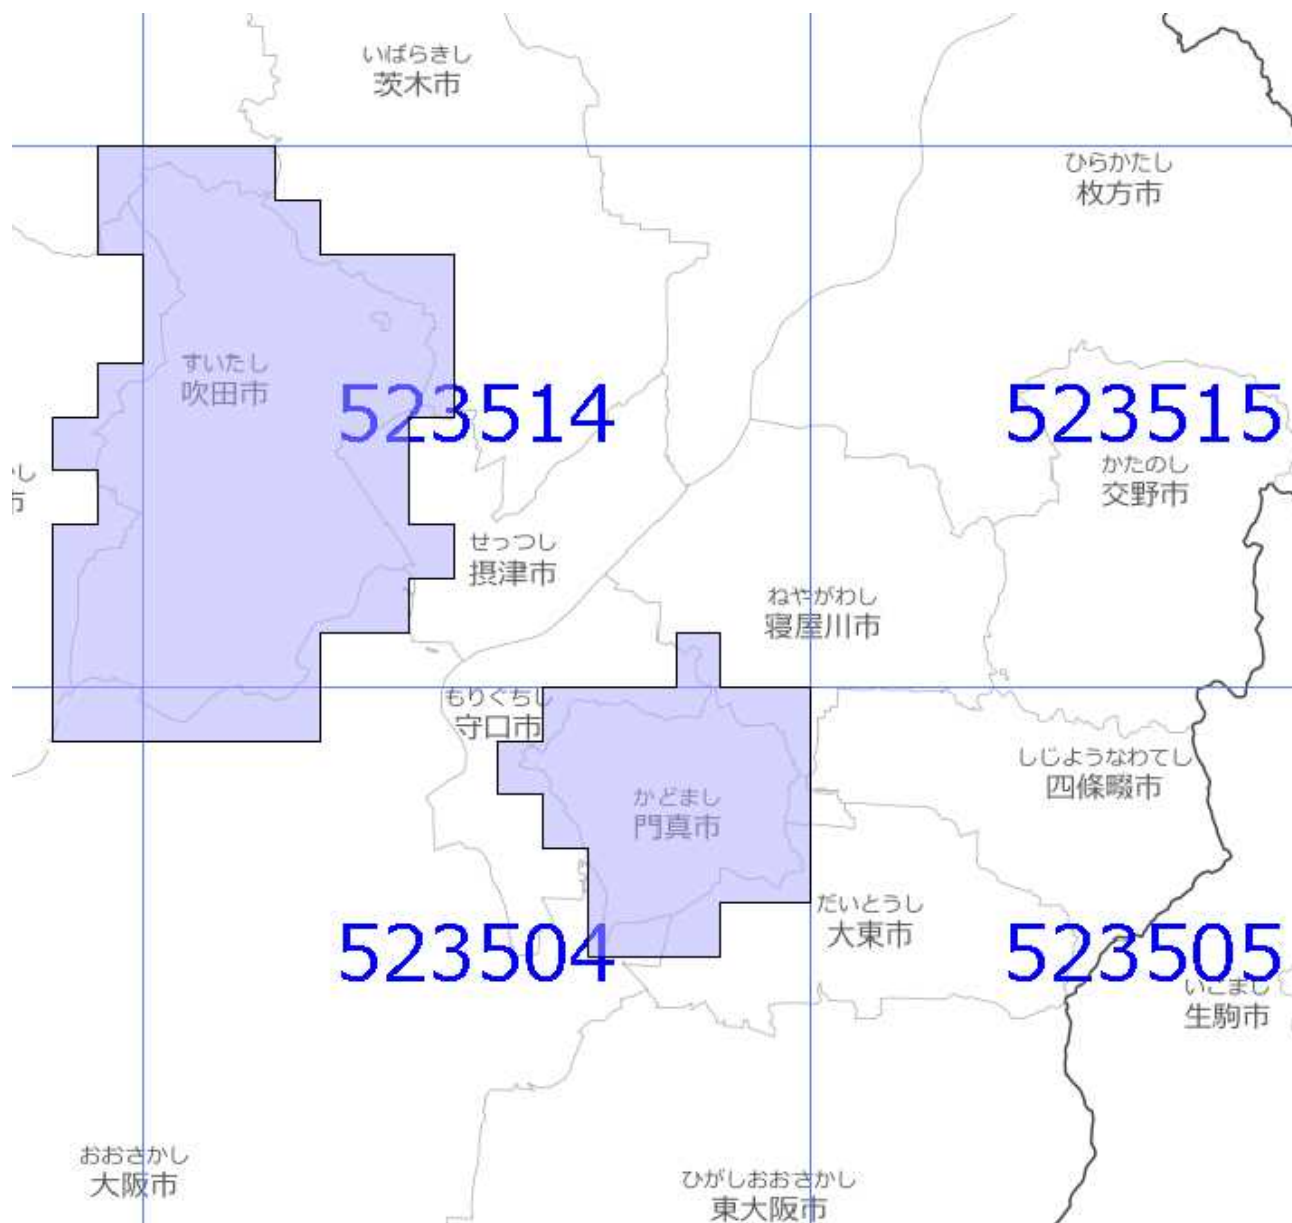 いばらきし
茨木市
ひらかたし
枚方市
すいたし
吹田市
523514
523515
し
市
かたのし
交野市
せっつし
摂津市
ねやがわし
寝屋川市
もりぐちし
守口市
しじょうなわてし
四條畷市
かどまし
門真市
だいとうし
大東市
523504
523505
いこまし
生駒市
おおさかし
大阪市
ひがしおおさかし
東大阪市